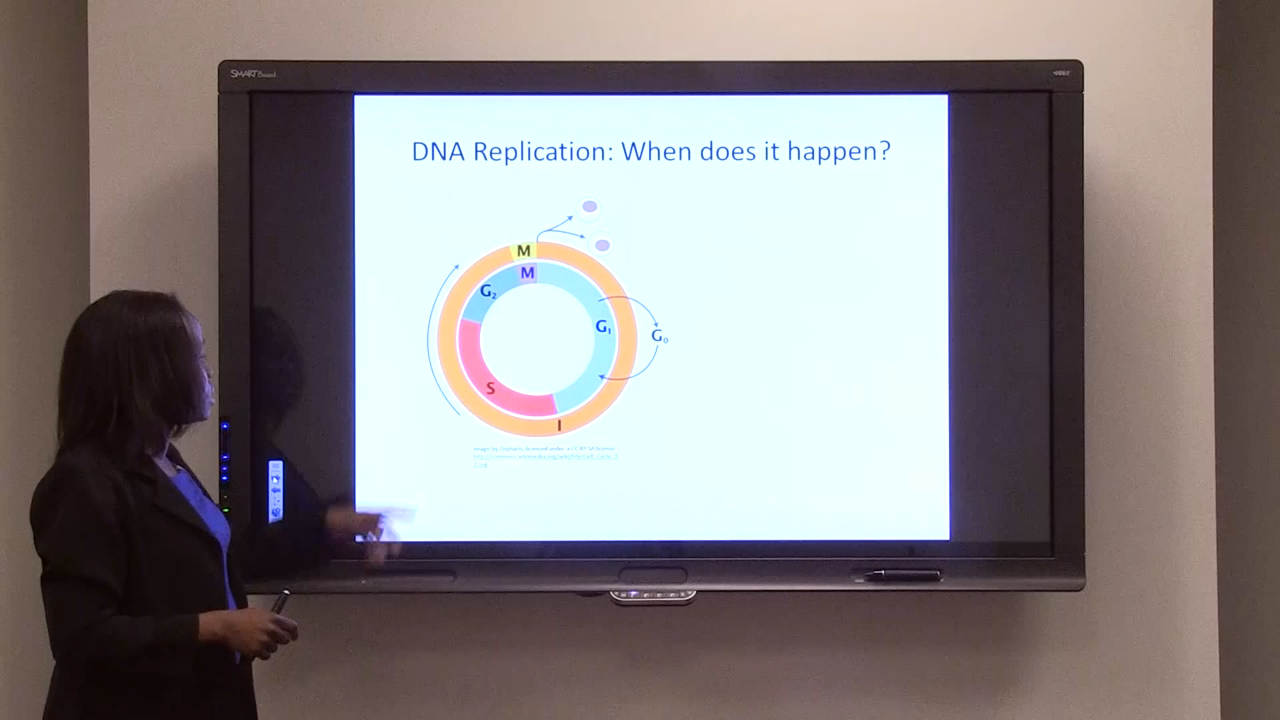 SMART Board
DNA Replication: When does it happen?
M
M
G₂
G₁
G₀
S
I